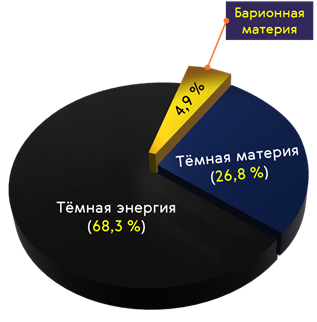 Барионная
материя
4,9 %
Тёмная материя
(26,8 %)
Тёмная энергия
(68,3 %)